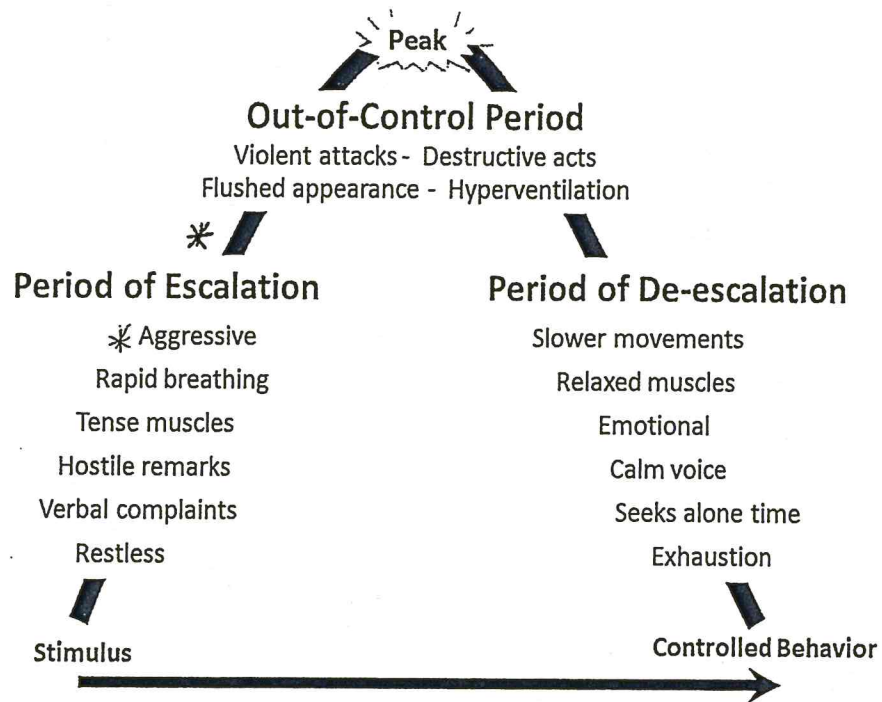 Peak
Out-of-Control Period
Violent attacks - Destructive acts
Flushed appearance - Hyperventilation
Period of Escalation
Aggressive
Rapid breathing
Tense muscles
Hostile remarks
Verbal complaints
Restless
Stimulus
Period of De-escalation
Slower movements
Relaxed muscles
Emotional
Calm voice
Seeks alone time
Exhaustion
Controlled Behavior